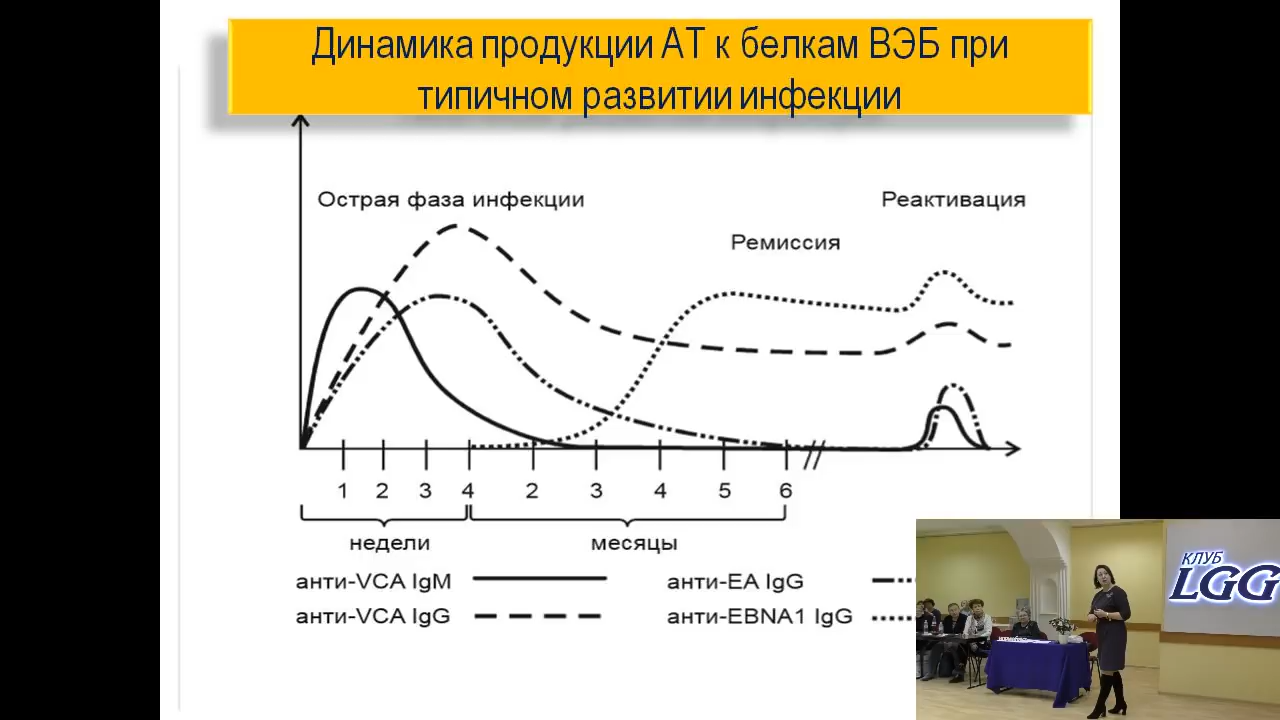 Динамика продукции АТ к белкам ВЭБ при
типичном развитии инфекции
Острая фаза инфекции
Реактивация
Ремиссия
1 2 3 4 2 3 4 5 6
недели
месяцы
анти-VCA IgM
анти-EA IgG
анти-VCA IgG
анти-EBNA1 IgG
КЛУБ
LGG